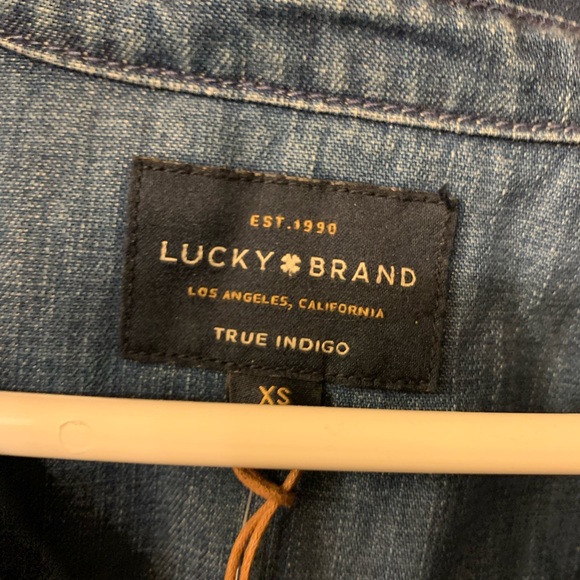 EST. 1990
LUCKY BRAND
LOS ANGELES, CALIFORNIA
TRUE INDIGO
XS